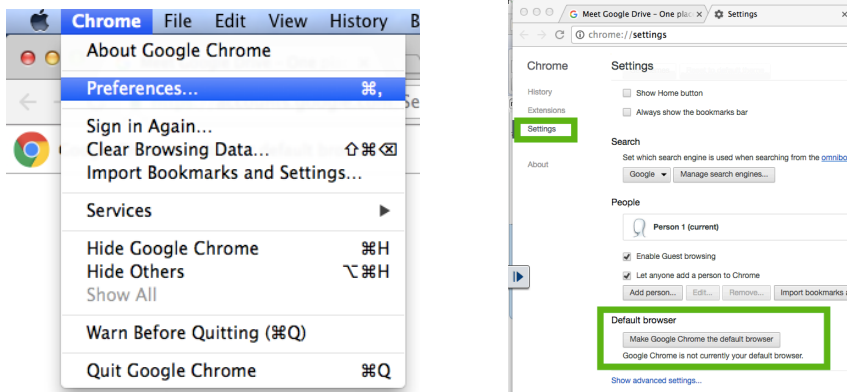 Chrome File Edit View History B
About Google Chrome
Preferences... ⌘,
Sign in Again...
Clear Browsing Data... ⇧⌘⌫
Import Bookmarks and Settings...
Services ▶
Hide Google Chrome ⌘H
Hide Others ⌥⌘H
Show All
Warn Before Quitting (⌘Q)
Quit Google Chrome ⌘Q
Meet Google Drive – One plac × Settings ×
chrome://settings
Chrome
History
Extensions
Settings
About
Settings
Show Home button
Always show the bookmarks bar
Search
Set which search engine is used when searching from the omnibo
Google Manage search engines...
People
Person 1 (current)
Enable Guest browsing
Let anyone add a person to Chrome
Add person... Edit... Remove... Import bookmarks a
Default browser
Make Google Chrome the default browser
Google Chrome is not currently your default browser.
Show advanced settings...